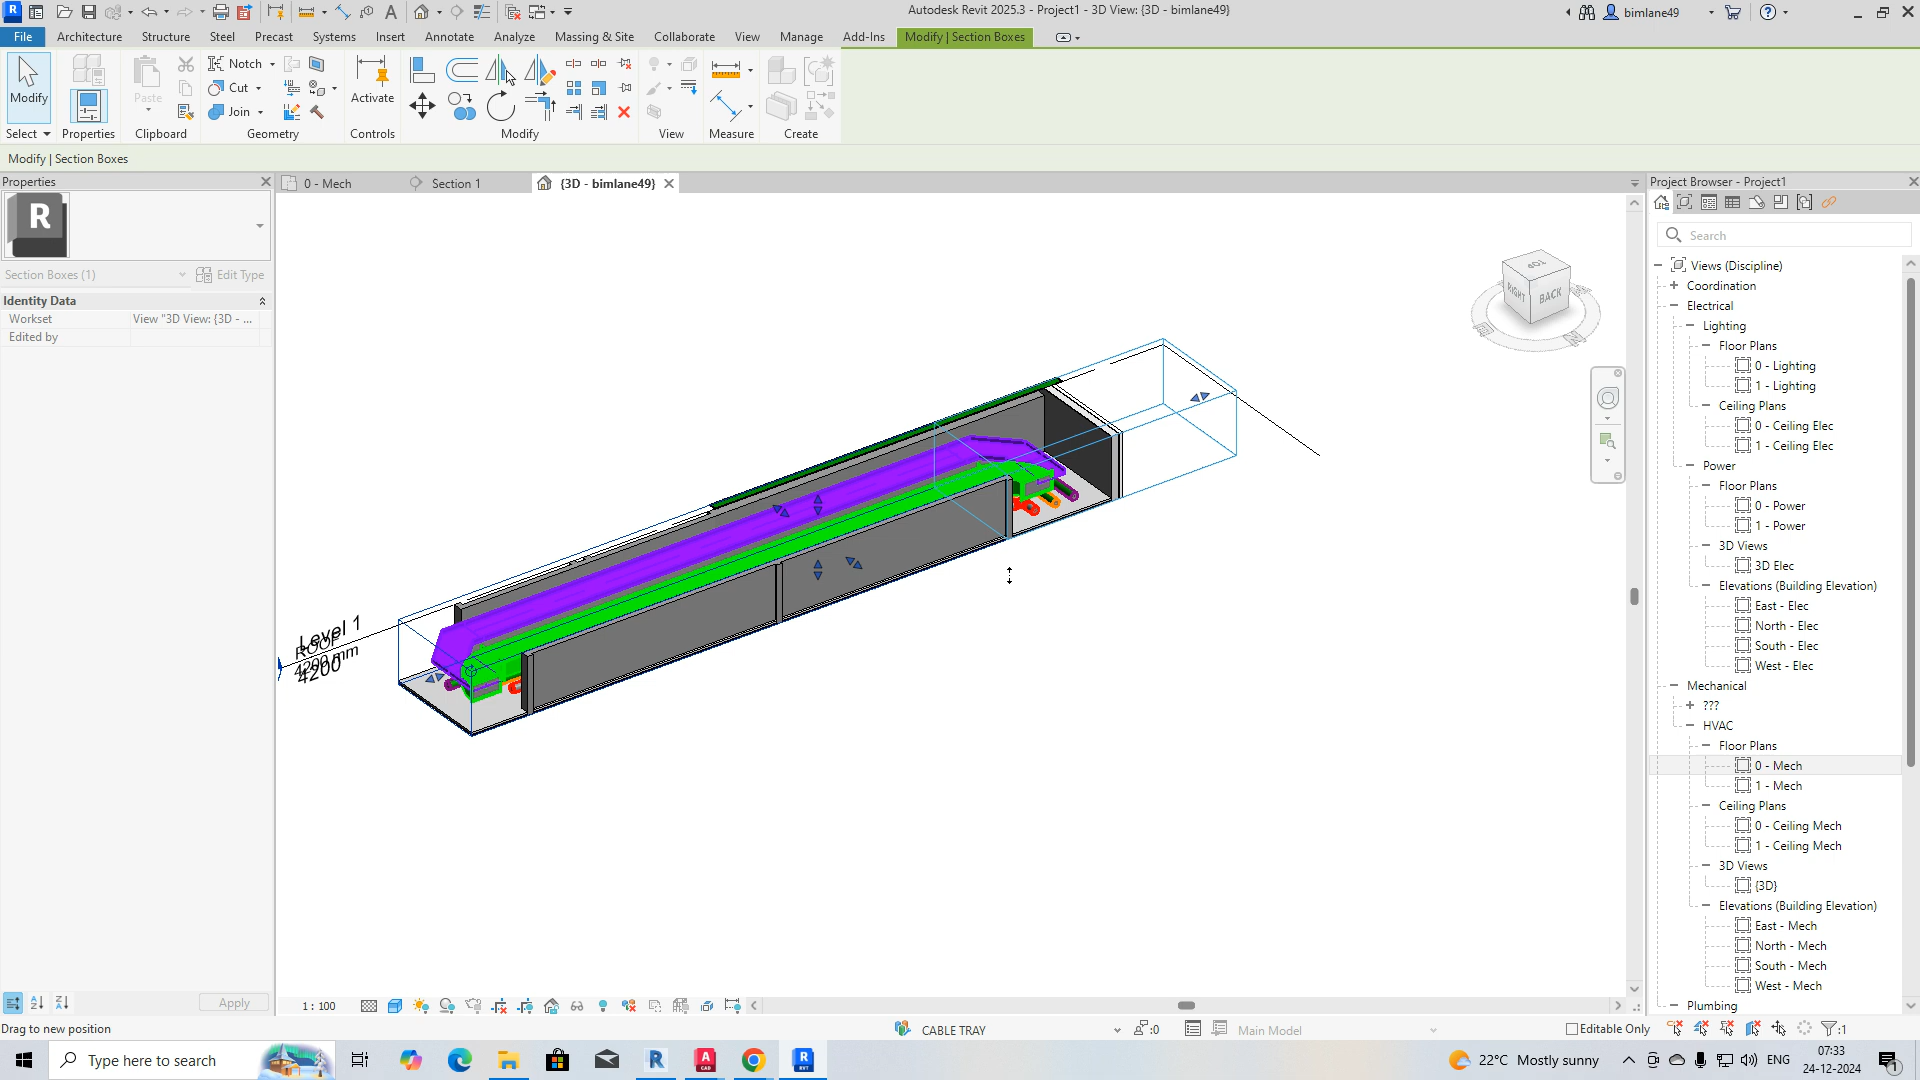 Autodesk Revit 2025.3 - Project1 - 3D View: {3D - bimlane49}
bimlane49
File Architecture Structure Steel Precast Systems Insert Annotate Analyze Massing & Site Collaborate View Manage Add-Ins Modify | Section Boxes
Modify Paste Notch Cut Join Activate
Select Properties Clipboard Geometry Controls Modify View Measure Create
Modify | Section Boxes
Properties
R
Section Boxes (1) Edit Type
Identity Data
Workset View "3D View: {3D - ...
Edited by
Apply
0 - Mech Section 1 {3D - bimlane49}
TOP
RIGHT BACK
Level 1
ROOF
4200 mm
4200
1 : 100
Project Browser - Project1
Search
Views (Discipline)
Coordination
Electrical
Lighting
Floor Plans
0 - Lighting
1 - Lighting
Ceiling Plans
0 - Ceiling Elec
1 - Ceiling Elec
Power
Floor Plans
0 - Power
1 - Power
3D Views
3D Elec
Elevations (Building Elevation)
East - Elec
North - Elec
South - Elec
West - Elec
Mechanical
???
HVAC
Floor Plans
0 - Mech
1 - Mech
Ceiling Plans
0 - Ceiling Mech
1 - Ceiling Mech
3D Views
{3D}
Elevations (Building Elevation)
East - Mech
North - Mech
South - Mech
West - Mech
Plumbing
Drag to new position CABLE TRAY :0 Main Model Editable Only :1
Type here to search 22°C Mostly sunny ENG 07:33
24-12-2024